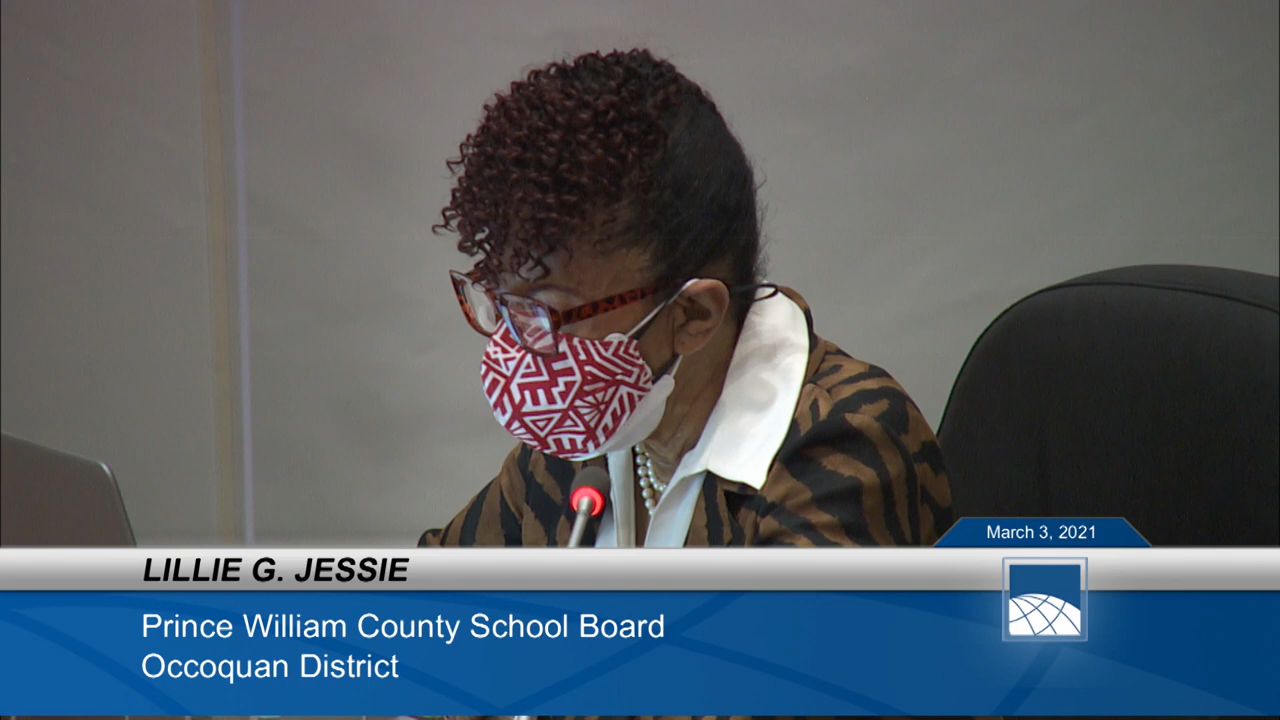 March 3, 2021
LILLIE G. JESSIE
Prince William County School Board
Occoquan District